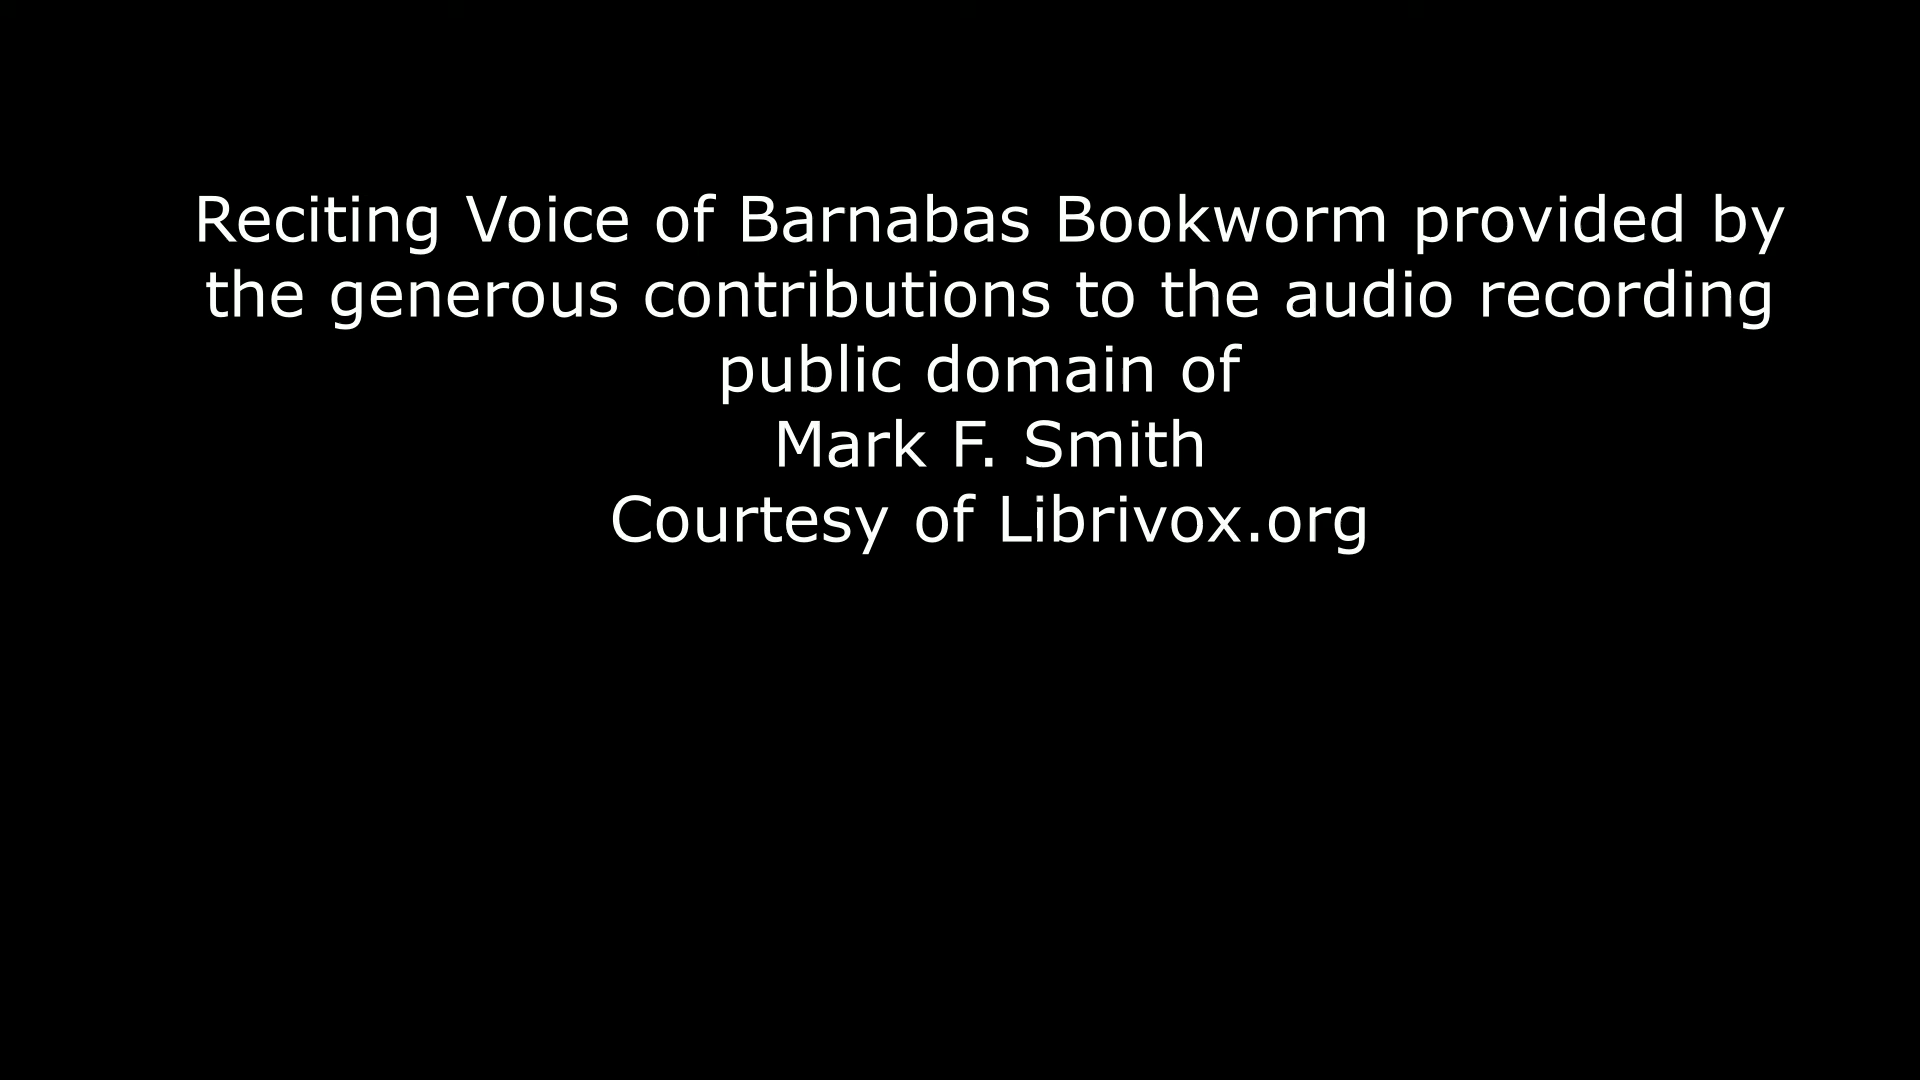 Reciting Voice of Barnabas Bookworm provided by
the generous contributions to the audio recording
public domain of
Mark F. Smith
Courtesy of Librivox.org